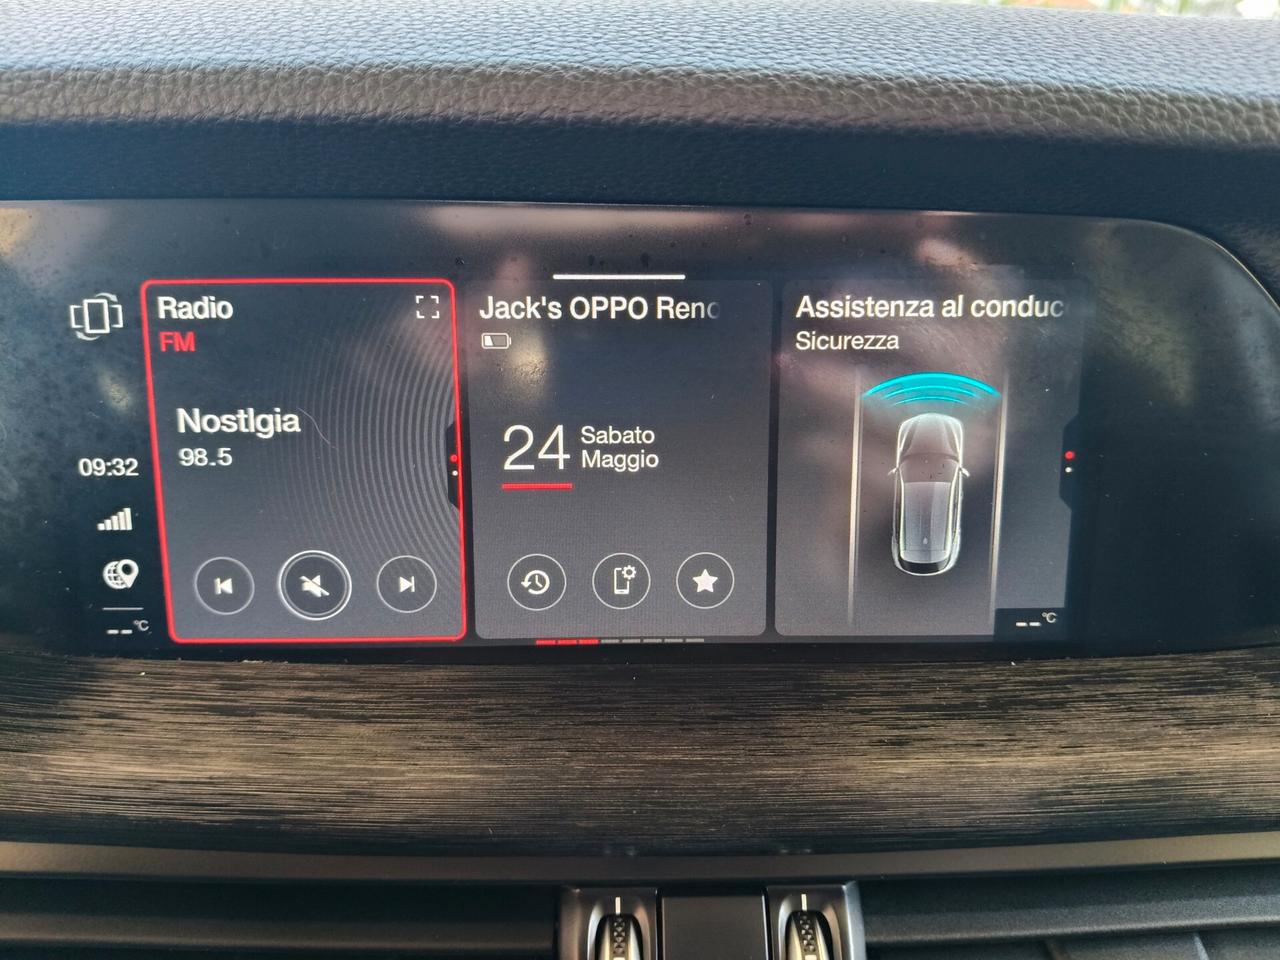 Radio
FM
Nostlgia
98.5
09:32
--°C
Jack's OPPO Reno
24 Sabato
Maggio
Assistenza al conduc
Sicurezza
--°C